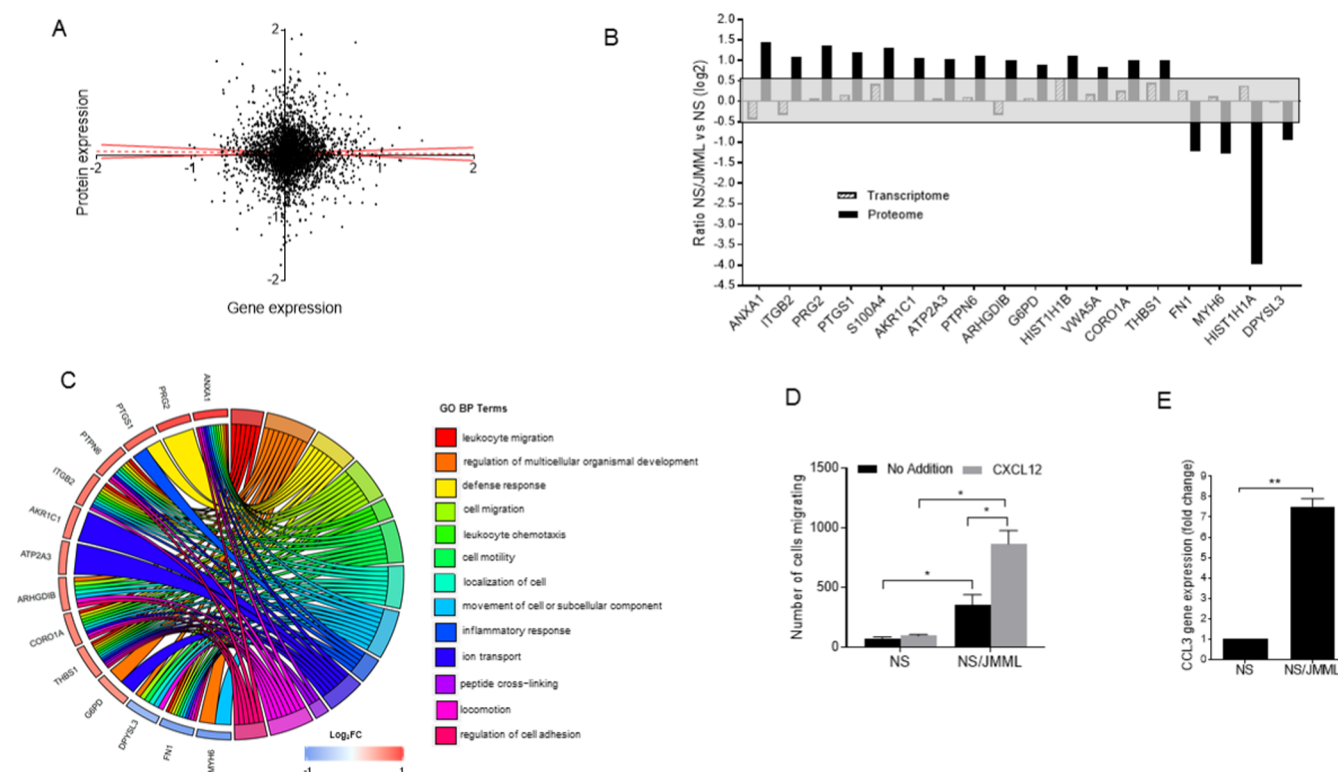 A
2
Protein expression
-2
-1
1
2
-1
-2
Gene expression
B
Ratio NS/JMML vs NS (log2)
2.0
1.5
1.0
0.5
0.0
-0.5
-1.0
-1.5
-2.0
-2.5
-3.0
-3.5
-4.0
-4.5
Transcriptome
Proteome
ANXA1
ITGB2
PRG2
PTGS1
S100A4
AKR1C1
ATP2A3
PTPN6
ARHGDIB
G6PD
HIST1H1B
VWA5A
CORO1A
THBS1
FN1
MYH6
HIST1H1A
DPYSL3
C
ANXA1
PRG2
PTGS1
PTPN6
ITGB2
AKR1C1
ATP2A3
ARHGDIB
CORO1A
THBS1
G6PD
DPYSL3
FN1
MYH6
Log₂FC
-1
1
GO BP Terms
leukocyte migration
regulation of multicellular organismal development
defense response
cell migration
leukocyte chemotaxis
cell motility
localization of cell
movement of cell or subcellular component
inflammatory response
ion transport
peptide cross-linking
locomotion
regulation of cell adhesion
D
Number of cells migrating
1500
1000
500
0
No Addition
CXCL12
*
*
*
NS
NS/JMML
E
CCL3 gene expression (fold change)
9
8
7
6
5
4
3
2
1
0
**
NS
NS/JMML